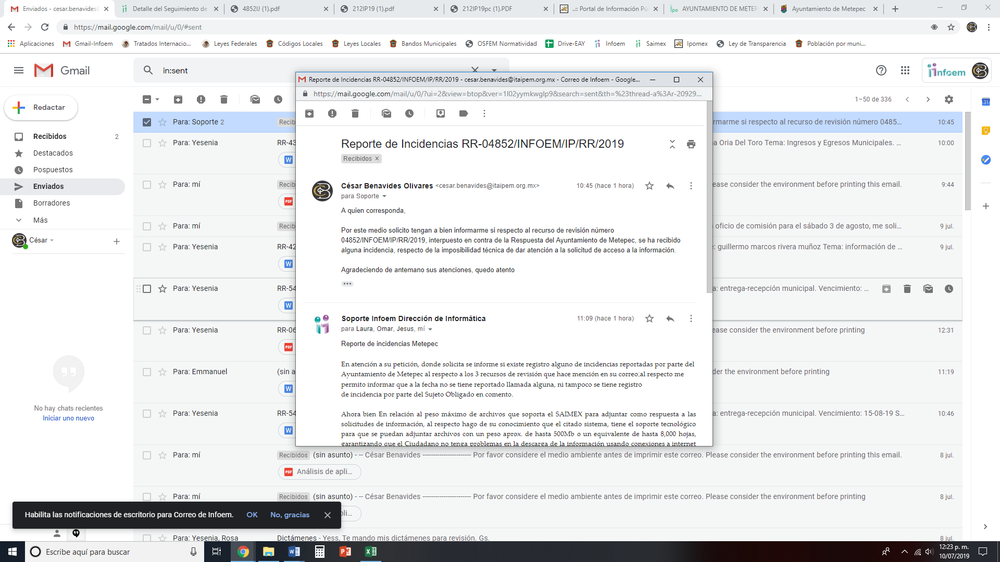 Enviados - cesar.benavides@
Detalle del Seguimiento de
4852IJ (1).pdf
212IP19 (1).pdf
212IP19pc (1).PDF
..:: Portal de Información Pú
AYUNTAMIENTO DE METEP
Ayuntamiento de Metepec
https://mail.google.com/mail/u/0/#sent
Aplicaciones
Gmail-Infoem
Tratados Internacio...
Leyes Federales
Códigos Locales
Leyes Locales
Bandos Municipales
OSFEM Normatividad
Drive-EAY
Infoem
Saimex
Ipomex
Ley de Transparencia
Población por muni...
Gmail
in:sent
infoem
Redactar
Recibidos 2
Destacados
Pospuestos
Enviados
Borradores
Más
César
No hay chats recientes
Iniciar uno nuevo
1–50 de 336
31
Para: Soporte 2 Recib rmarme si respecto al recurso de revisión número 0485... 10:45
Para: Yesenia RR-43 a Oria Del Toro Tema: Ingresos y Egresos Municipales. ... 10:00
W
Para: mí Recib ease consider the environment before printing this email. 9:44
PDF
Para: mí Recib oficio de comisión para el sábado 3 de agosto, me soli... 9 jul.
Para: Yesenia RR-42 : guillermo marcos rivera muñoz Tema: información de ... 9 jul.
W
Para: Yesenia RR-54 a: entrega-recepción municipal. Vencimiento: ...
W
Para: Yesenia RR-06 ease consider the environment before printing 12:31
PDF
Para: Emmanuel (sin a der the environment before printing 11:19
W
Para: Yesenia RR-54 a: entrega-recepción municipal. Vencimiento: 15-08-19 S... 10:46
W
Para: mí Recibidos (sin asunto) - -- César Benavides ----------------------- Por favor considere el medio ambiente antes de imprimir este correo. Please consider the environment before printing this email. 8 jul.
PDF Análisis de apli...
Para: mí Recibidos (sin asunto) - -- César Benavides ----------------------- Por favor considere el medio ambiente antes de imprimir este correo. Please consider the environment before printing 8 jul.
pli...
Para: Yesenia, Rosa Dictámenes - Yess, Te mando mis dictámenes para revisión. Gs. 8 jul.
Reporte de Incidencias RR-04852/INFOEM/IP/RR/2019 - cesar.benavides@itaipem.org.mx - Correo de Infoem - Google...
https://mail.google.com/mail/u/0/?ui=2&view=btop&ver=1l02yymkwglp9&search=sent&th=%23thread-a%3Ar-20929...
Reporte de Incidencias RR-04852/INFOEM/IP/RR/2019
Recibidos ×
César Benavides Olivares <cesar.benavides@itaipem.org.mx> 10:45 (hace 1 hora)
para Soporte
A quien corresponda,
Por este medio solicito tengan a bien informarme si respecto al recurso de revisión número
04852/INFOEM/IP/RR/2019, interpuesto en contra de la Respuesta del Ayuntamiento de Metepec, se ha recibido
alguna incidencia, respecto de la imposibilidad técnica de dar atención a la solicitud de acceso a la información.
Agradeciendo de antemano sus atenciones, quedo atento
Soporte Infoem Dirección de Informática 11:09 (hace 1 hora)
para Laura, Omar, Jesus, mí
Reporte de incidencias Metepec
En atención a su petición, donde solicita se informe si existe registro alguno de incidencias reportadas por parte del
Ayuntamiento de Metepec al respecto a los 3 recursos de revisión que hace mención en su correo;al respecto me
permito informar que a la fecha no se tiene reportado llamada alguna, ni tampoco se tiene registro
de incidencia por parte del Sujeto Obligado en comento.
Ahora bien En relación al peso máximo de archivos que soporta el SAIMEX para adjuntar como respuesta a las
solicitudes de información, al respecto hago de su conocimiento que el citado sistema, tiene el soporte tecnológico
para que se puedan adjuntar archivos con un peso aprox. de hasta 500Mb o un equivalente de hasta 8,000 hojas,
garantizando que el Ciudadano no tenga problemas en la descarga de la información usando conexiones a internet
Habilita las notificaciones de escritorio para Correo de Infoem. OK No, gracias
Escribe aquí para buscar
12:23 p. m.
10/07/2019